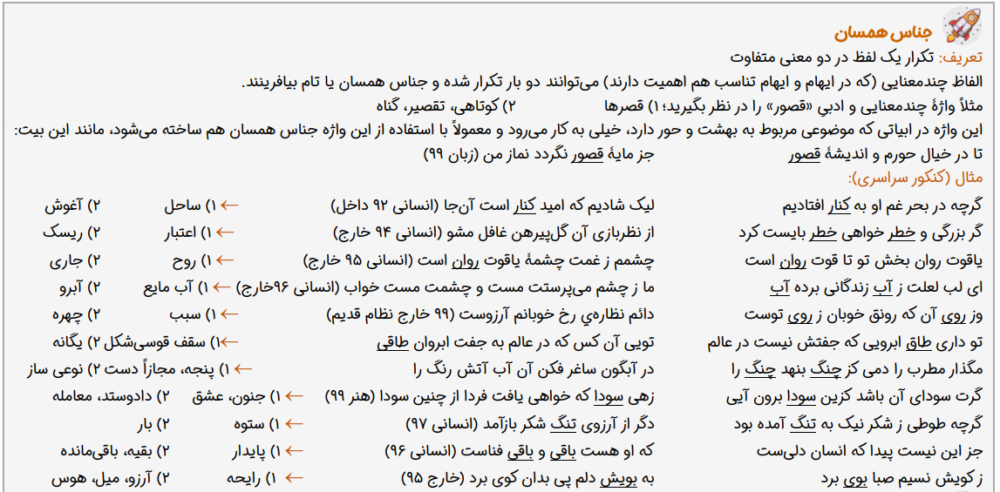 جناس همسان
تعریف: تکرار یک لفظ در دو معنی متفاوت
الفاظ چندمعنایی (که در ایهام و ایهام تناسب هم اهمیت دارند) می‌توانند دو بار تکرار شده و جناس همسان یا تام بیافرینند.
مثلاً واژهٔ چندمعنایی و ادبیِ «قصور» را در نظر بگیرید؛ ۱) قصرها ۲) کوتاهی، تقصیر، گناه
این واژه در ابیاتی که موضوعی مربوط به بهشت و حور دارد، خیلی به کار می‌رود و معمولاً با استفاده از این واژه جناس همسان هم ساخته می‌شود، مانند این بیت:
تا در خیال حورم و اندیشهٔ قصور جز مایهٔ قصور نگردد نماز من (زبان ۹۹)
مثال (کنکور سراسری):
گرچه در بحر غم او به کنار افتادیم لیک شادیم که امید کنار است آن‌جا (انسانی ۹۲ داخل) ← ۱) ساحل ۲) آغوش
گر بزرگی و خطر خواهی خطر بایست کرد از نظربازی آن گل‌پیرهن غافل مشو (انسانی ۹۴ خارج) ← ۱) اعتبار ۲) ریسک
یاقوت روان بخش تو تا قوت روان است چشمم ز غمت چشمهٔ یاقوت روان است (انسانی ۹۵ خارج) ← ۱) روح ۲) جاری
ای لب لعلت ز آب زندگانی برده آب ما ز چشم می‌پرستت مست و چشمت مست خواب (انسانی ۹۶خارج) ← ۱) آب مایع ۲) آبرو
وز روی آن که رونق خوبان ز روی توست دائم نظاره‌يِ رخ خوبانم آرزوست (۹۹ خارج نظام قدیم) ← ۱) سبب ۲) چهره
تو داری طاق ابرویی که جفتش نیست در عالم تویی آن کس که در عالم به جفت ابروان طاقی ←۱) سقف قوسی‌شکل ۲) یگانه
مگذار مطرب را دمی کز چنگ بنهد چنگ را در آبگون ساغر فکن آن آب آتش رنگ را ← ۱) پنجه، مجازاً دست ۲) نوعی ساز
گرت سودای آن باشد کزین سودا برون آیی زهی سودا که خواهی یافت فردا از چنین سودا (هنر ۹۹) ← ۱) جنون، عشق ۲) دادوستد، معامله
گرچه طوطی ز شکر نیک به تنگ آمده بود دگر از آرزوی تنگ شکر بازآمد (انسانی ۹۷) ← ۱) ستوه ۲) بار
جز این نیست پیدا که انسان دلی‌ست که او هست باقی و باقی فناست (انسانی ۹۶) ← ۱) پایدار ۲) بقیه، باقی‌مانده
ز کویش نسیم صبا بوی برد به بویش دلم پی بدان کوی برد (خارج ۹۵) ← ۱) رایحه ۲) آرزو، میل، هوس